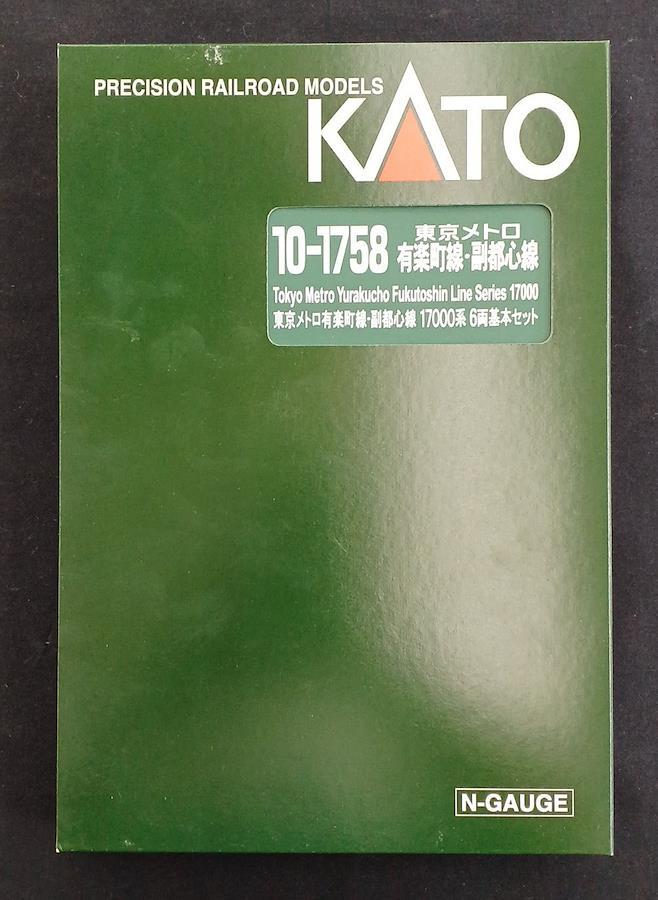 PRECISION RAILROAD MODELS
KATO
10-1758
東京メトロ
有楽町線・副都心線
Tokyo Metro Yurakucho Fukutoshin Line Series 17000
東京メトロ有楽町線・副都心線 17000系 6両基本セット
N-GAUGE